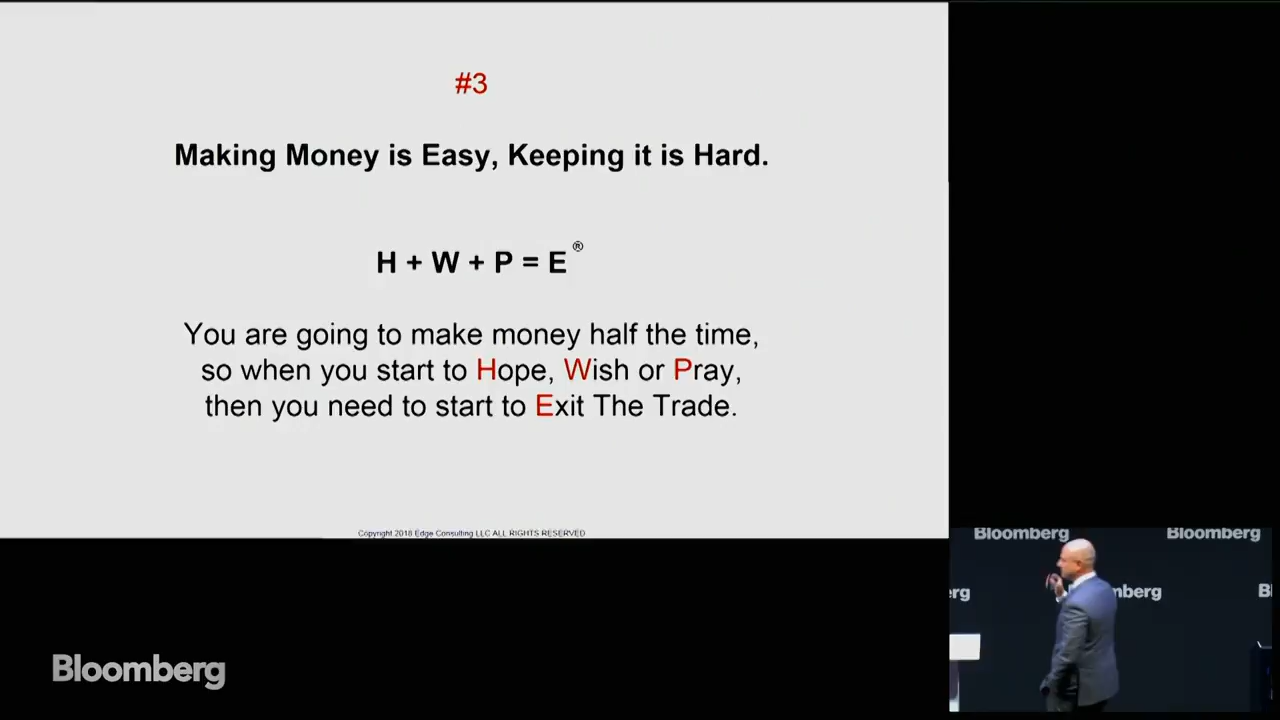 #3
Making Money is Easy, Keeping it is Hard.
H + W + P = E ®
You are going to make money half the time,
so when you start to Hope, Wish or Pray,
then you need to start to Exit The Trade.
Copyright 2018 Edge Consulting LLC ALL RIGHTS RESERVED
Bloomberg
Bloomberg
rg
mberg
B
Bloomberg